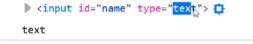 ▶ <input id="name" type="text">
text